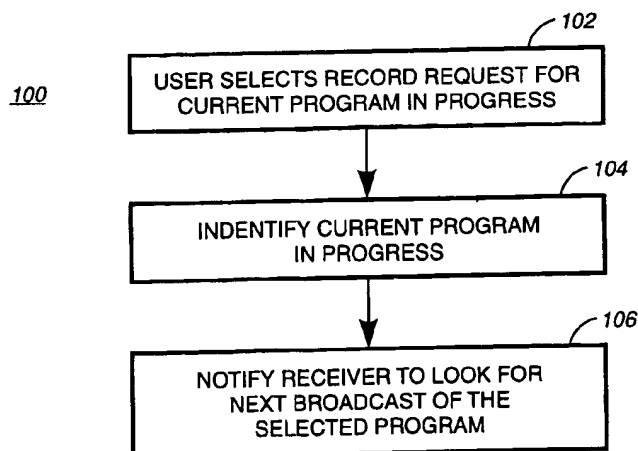 102
100
USER SELECTS RECORD REQUEST FOR
CURRENT PROGRAM IN PROGRESS
104
INDENTIFY CURRENT PROGRAM
IN PROGRESS
106
NOTIFY RECEIVER TO LOOK FOR
NEXT BROADCAST OF THE
SELECTED PROGRAM